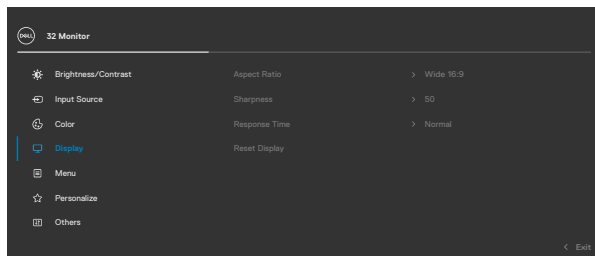 DELL
32 Monitor
Brightness/Contrast Aspect Ratio > Wide 16:9
Input Source Sharpness > 50
Color Response Time > Normal
Display Reset Display
Menu
Personalize
Others
< Exit